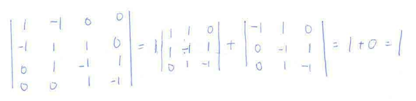 | 1 -1 0 0 |
| -1 1 1 0 | = 1 | 1 1 0 | + | -1 1 0 | = 1 + 0 = 1
| 0 1 -1 1 | | 1 -1 1 | | 0 -1 1 |
| 0 0 1 -1 | | 0 1 -1 | | 0 1 -1 |